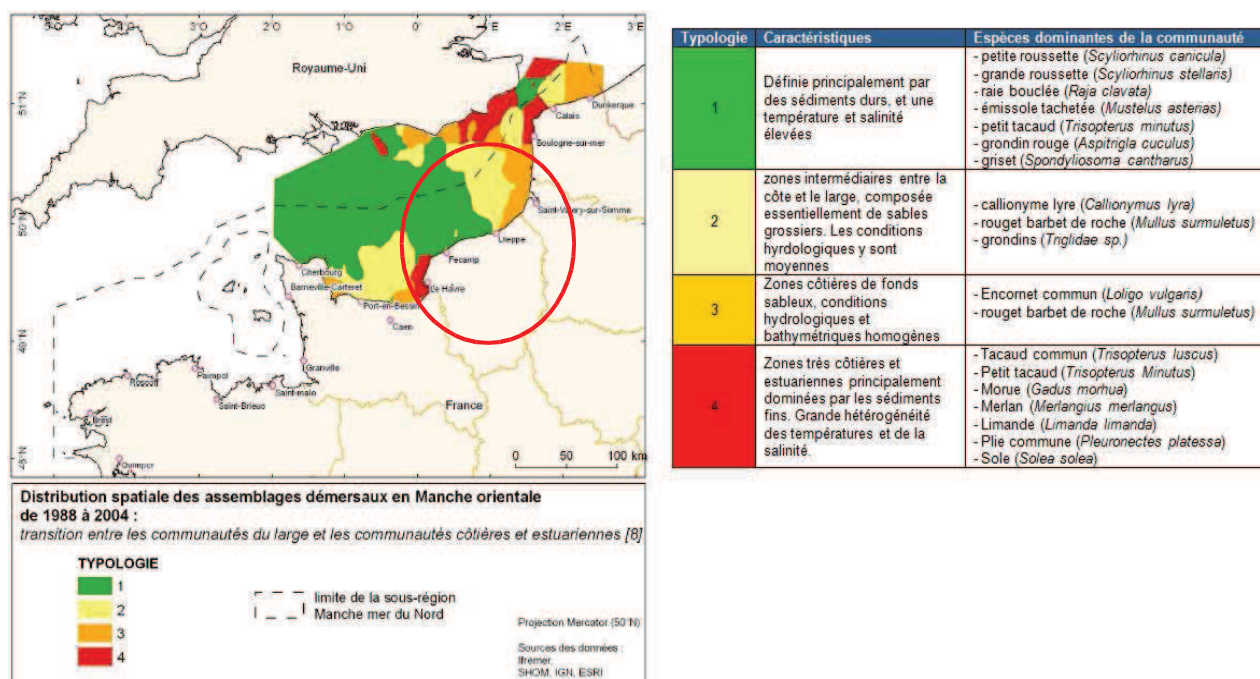 3°O
2°O
1°O
0°
1°E
2°E
3°E
51°N
50°N
49°N
48°N
Royaume-Uni
Dunkerque
Calais
Boulogne-sur-mer
Saint-Valery-sur-Somme
Dieppe
Fecamp
Le Havre
Cherbourg
Barneville-Carteret
Port-en-Bessin
Caen
Granville
Saint-malo
Saint-Brieuc
Paimpol
Roscoff
Brest
Quimper
France
0 50 100 km
Distribution spatiale des assemblages démersaux en Manche orientale
de 1988 à 2004 :
transition entre les communautés du large et les communautés côtières et estuariennes [8]
TYPOLOGIE
1
2
3
4
limite de la sous-région
Manche mer du Nord
Projection Mercator (50°N)
Sources des données :
Ifremer,
SHOM, IGN, ESRI
Typologie Caractéristiques Espèces dominantes de la communauté
1
Définie principalement par
des sédiments durs, et une
température et salinité
élevées
- petite roussette (Scyliorhinus canicula)
- grande roussette (Scyliorhinus stellaris)
- raie bouclée (Raja clavata)
- émissole tachetée (Mustelus asterias)
- petit tacaud (Trisopterus minutus)
- grondin rouge (Aspitrigla cuculus)
- griset (Spondyliosoma cantharus)
2
zones intermédiaires entre la
côte et le large, composée
essentiellement de sables
grossiers. Les conditions
hyrdologiques y sont
moyennes
- callionyme lyre (Callionymus lyra)
- rouget barbet de roche (Mullus surmuletus)
- grondins (Triglidae sp.)
3
Zones côtières de fonds
sableux, conditions
hydrologiques et
bathymétriques homogènes
- Encornet commun (Loligo vulgaris)
- rouget barbet de roche (Mullus surmuletus)
4
Zones très côtières et
estuariennes principalement
dominées par les sédiments
fins. Grande hétérogénéité
des températures et de la
salinité.
- Tacaud commun (Trisopterus luscus)
- Petit tacaud (Trisopterus Minutus)
- Morue (Gadus morhua)
- Merlan (Merlangius merlangus)
- Limande (Limanda limanda)
- Plie commune (Pleuronectes platessa)
- Sole (Solea solea)